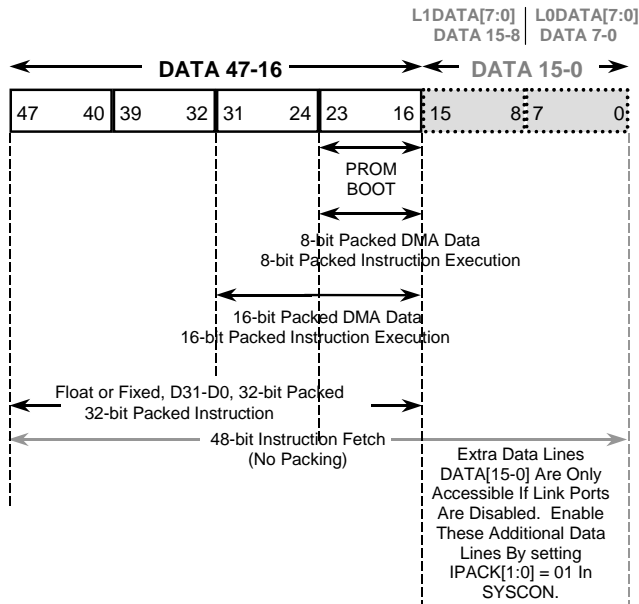 L1DATA[7:0] L0DATA[7:0]
DATA 15-8 DATA 7-0
DATA 47-16 DATA 15-0
47 40 39 32 31 24 23 16 15 8 7 0
PROM
BOOT
8-bit Packed DMA Data
8-bit Packed Instruction Execution
16-bit Packed DMA Data
16-bit Packed Instruction Execution
Float or Fixed, D31-D0, 32-bit Packed
32-bit Packed Instruction
48-bit Instruction Fetch
(No Packing)
Extra Data Lines
DATA[15-0] Are Only
Accessible If Link Ports
Are Disabled. Enable
These Additional Data
Lines By setting
IPACK[1:0] = 01 In
SYSCON.